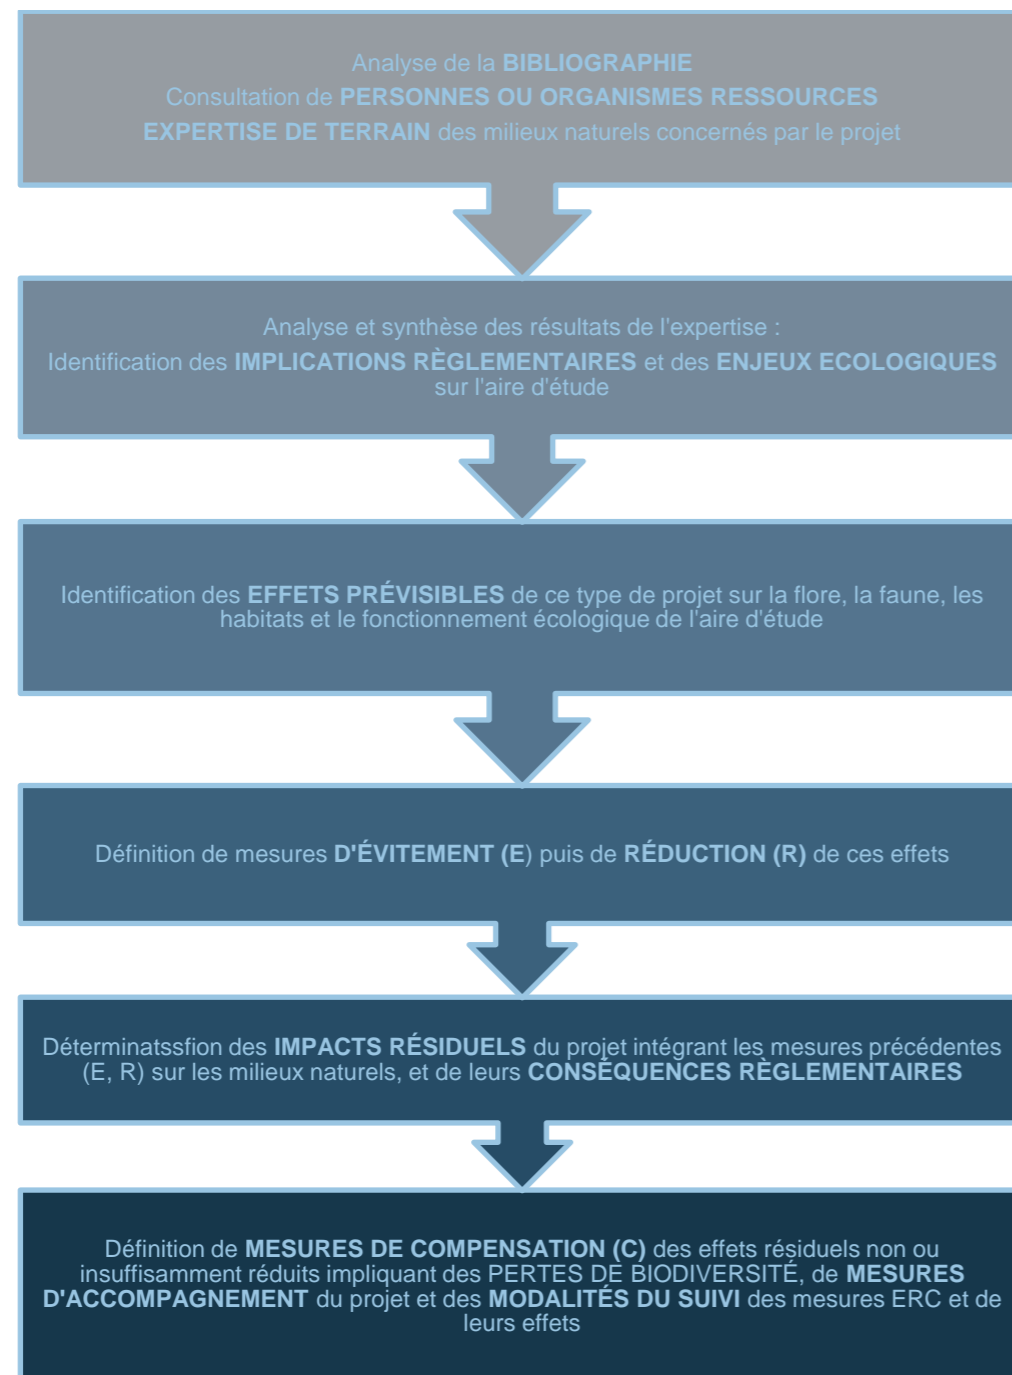 Analyse de la BIBLIOGRAPHIE
Consultation de PERSONNES OU ORGANISMES RESSOURCES
EXPERTISE DE TERRAIN des milieux naturels concernés par le projet
Analyse et synthèse des résultats de l'expertise :
Identification des IMPLICATIONS RÈGLEMENTAIRES et des ENJEUX ECOLOGIQUES
sur l'aire d'étude
Identification des EFFETS PRÉVISIBLES de ce type de projet sur la flore, la faune, les
habitats et le fonctionnement écologique de l'aire d'étude
Définition de mesures D'ÉVITEMENT (E) puis de RÉDUCTION (R) de ces effets
Déterminatssfion des IMPACTS RÉSIDUELS du projet intégrant les mesures précédentes
(E, R) sur les milieux naturels, et de leurs CONSÉQUENCES RÈGLEMENTAIRES
Définition de MESURES DE COMPENSATION (C) des effets résiduels non ou
insuffisamment réduits impliquant des PERTES DE BIODIVERSITÉ, de MESURES
D'ACCOMPAGNEMENT du projet et des MODALITÉS DU SUIVI des mesures ERC et de
leurs effets